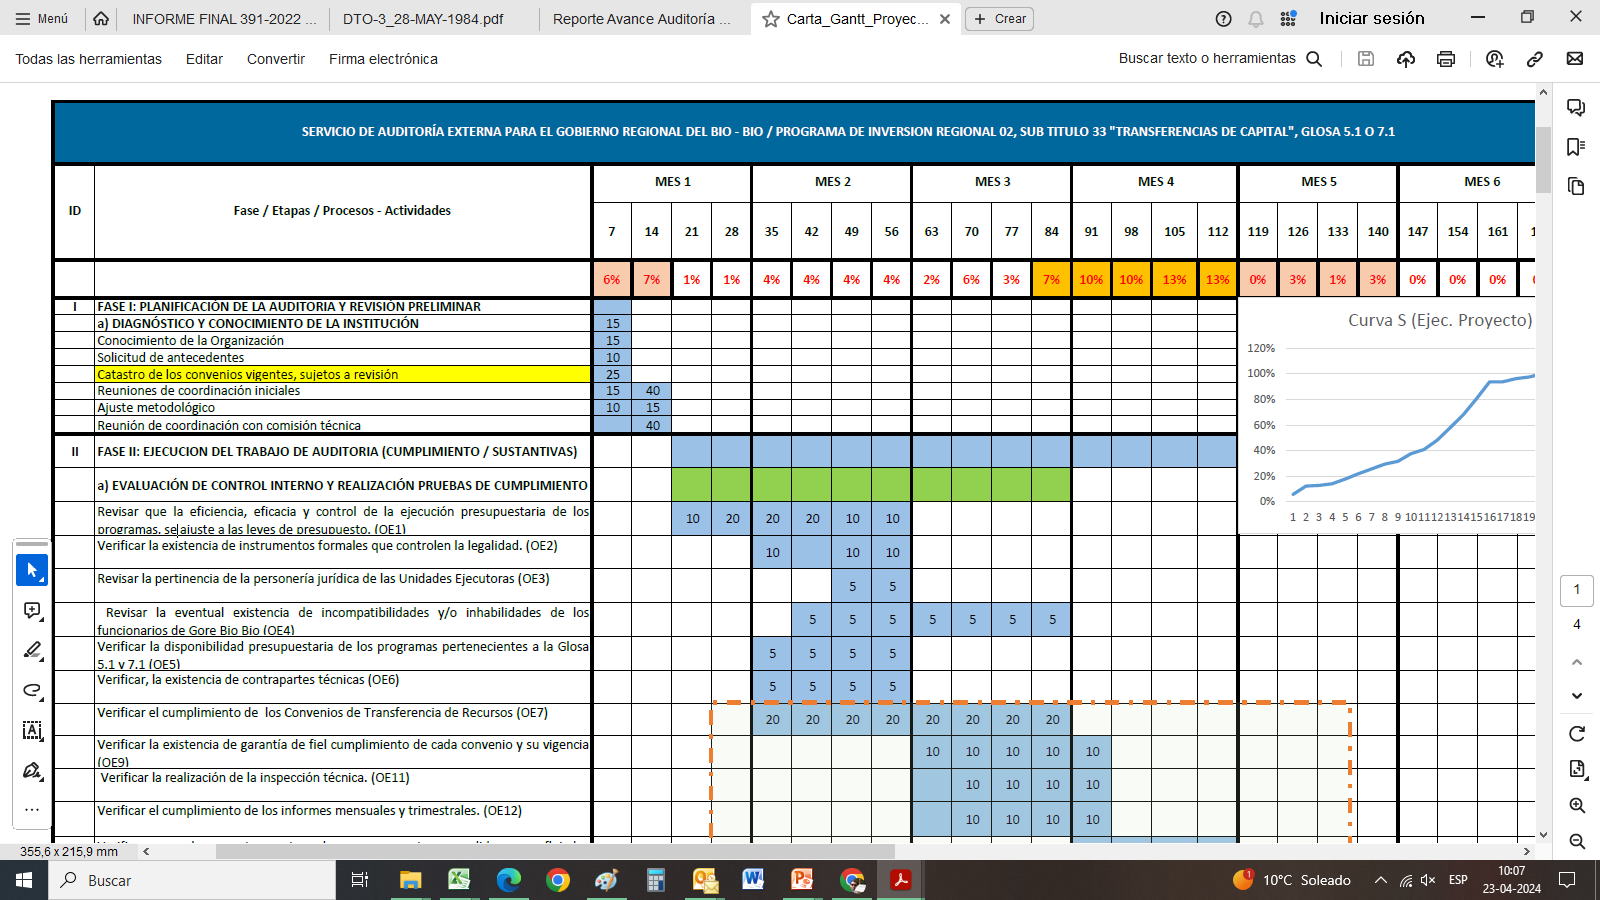 Menú
INFORME FINAL 391-2022 ...
DTO-3_28-MAY-1984.pdf
Reporte Avance Auditoría ...
Carta_Gantt_Proyec...
Crear
Iniciar sesión
Todas las herramientas
Editar
Convertir
Firma electrónica
Buscar texto o herramientas
SERVICIO DE AUDITORÍA EXTERNA PARA EL GOBIERNO REGIONAL DEL BIO - BIO / PROGRAMA DE INVERSION REGIONAL 02, SUB TITULO 33 "TRANSFERENCIAS DE CAPITAL", GLOSA 5.1 O 7.1
ID Fase / Etapas / Procesos - Actividades MES 1 MES 2 MES 3 MES 4 MES 5 MES 6
7 14 21 28 35 42 49 56 63 70 77 84 91 98 105 112 119 126 133 140 147 154 161
6% 7% 1% 1% 4% 4% 4% 4% 2% 6% 3% 7% 10% 10% 13% 13% 0% 3% 1% 3% 0% 0% 0%
I FASE I: PLANIFICACIÓN DE LA AUDITORIA Y REVISIÓN PRELIMINAR
a) DIAGNÓSTICO Y CONOCIMIENTO DE LA INSTITUCIÓN 15
Conocimiento de la Organización 15
Solicitud de antecedentes 10
Catastro de los convenios vigentes, sujetos a revisión 25
Reuniones de coordinación iniciales 15 40
Ajuste metodológico 10 15
Reunión de coordinación con comisión técnica 40
II FASE II: EJECUCION DEL TRABAJO DE AUDITORIA (CUMPLIMIENTO / SUSTANTIVAS)
a) EVALUACIÓN DE CONTROL INTERNO Y REALIZACIÓN PRUEBAS DE CUMPLIMIENTO
Revisar que la eficiencia, eficacia y control de la ejecución presupuestaria de los
programas, se ajuste a las leyes de presupuesto. (OE1) 10 20 20 20 10 10
Verificar la existencia de instrumentos formales que controlen la legalidad. (OE2) 10 10 10
Revisar la pertinencia de la personería jurídica de las Unidades Ejecutoras (OE3) 5 5
Revisar la eventual existencia de incompatibilidades y/o inhabilidades de los
funcionarios de Gore Bio Bio (OE4) 5 5 5 5 5 5 5
Verificar la disponibilidad presupuestaria de los programas pertenecientes a la Glosa
5.1 y 7.1 (OE5) 5 5 5 5
Verificar, la existencia de contrapartes técnicas (OE6) 5 5 5 5
Verificar el cumplimiento de los Convenios de Transferencia de Recursos (OE7) 20 20 20 20 20 20 20 20
Verificar la existencia de garantía de fiel cumplimiento de cada convenio y su vigencia
(OE9) 10 10 10 10 10
Verificar la realización de la inspección técnica. (OE11) 10 10 10 10
Verificar el cumplimiento de los informes mensuales y trimestrales. (OE12) 10 10 10 10
Curva S (Ejec. Proyecto)
120%
100%
80%
60%
40%
20%
0%
1 2 3 4 5 6 7 8 9 10 11 12 13 14 15 16 17 18 19
1
4
355,6 x 215,9 mm
Buscar
1
10°C Soleado
ESP
10:07
23-04-2024